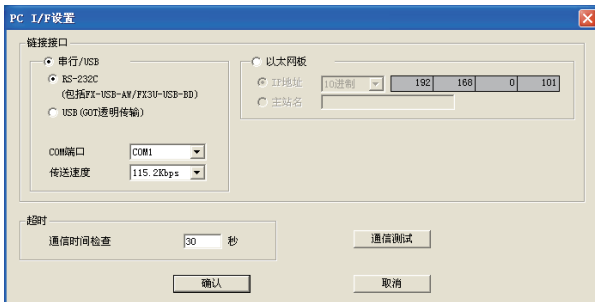 PC I/F设置
链接接口
串行/USB
RS-232C
(包括FX-USB-AW/FX3U-USB-BD)
USB(GOT透明传输)
COM端口 COM1
传送速度 115.2Kbps
以太网板
IP地址 10进制 192 168 0 101
主站名
超时
通信时间检查 30 秒
通信测试
确认 取消